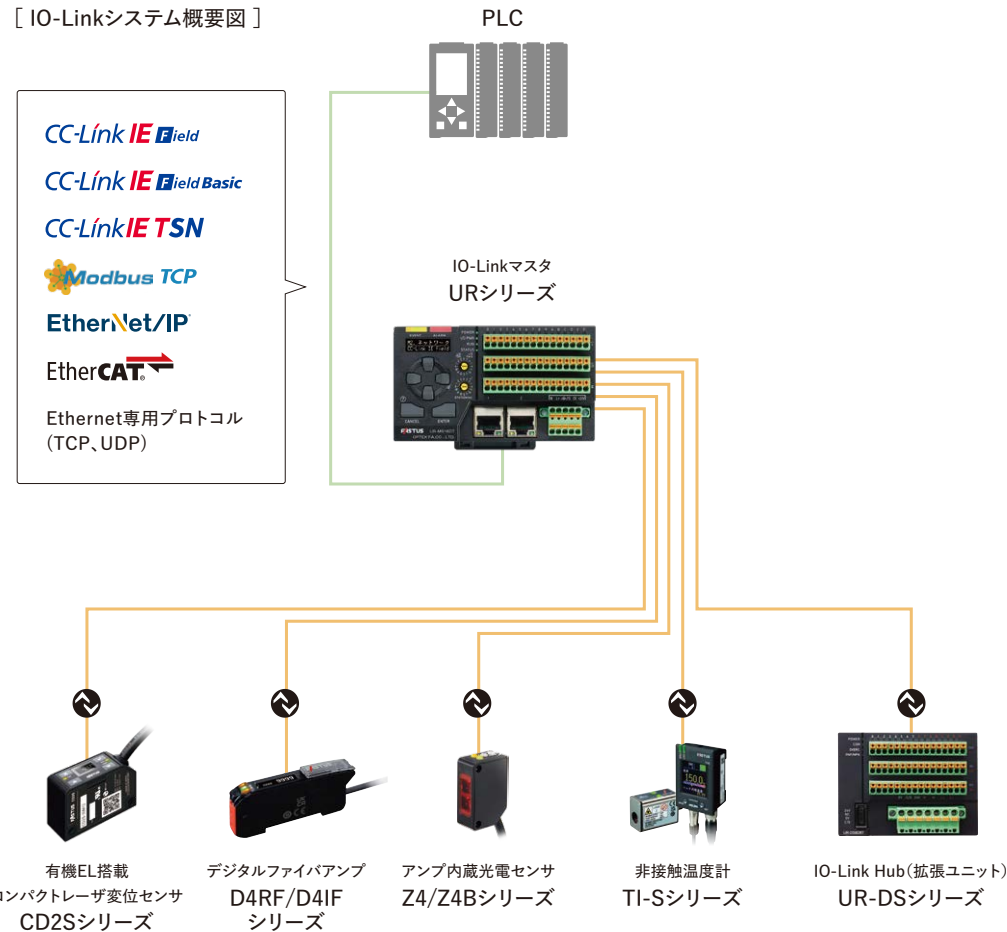 [ IO-Linkシステム概要図 ]
PLC
CC-Link IE Field
CC-Link IE Field Basic
CC-Link IE TSN
Modbus TCP
EtherNet/IP
EtherCAT®
Ethernet専用プロトコル
(TCP、UDP)
IO-Linkマスタ
URシリーズ
CANCEL
ENTER
有機EL搭載
コンパクトレーザ変位センサ
CD2Sシリーズ
デジタルファイバアンプ
D4RF/D4IF
シリーズ
アンプ内蔵光電センサ
Z4/Z4Bシリーズ
非接触温度計
TI-Sシリーズ
IO-Link Hub(拡張ユニット)
UR-DSシリーズ